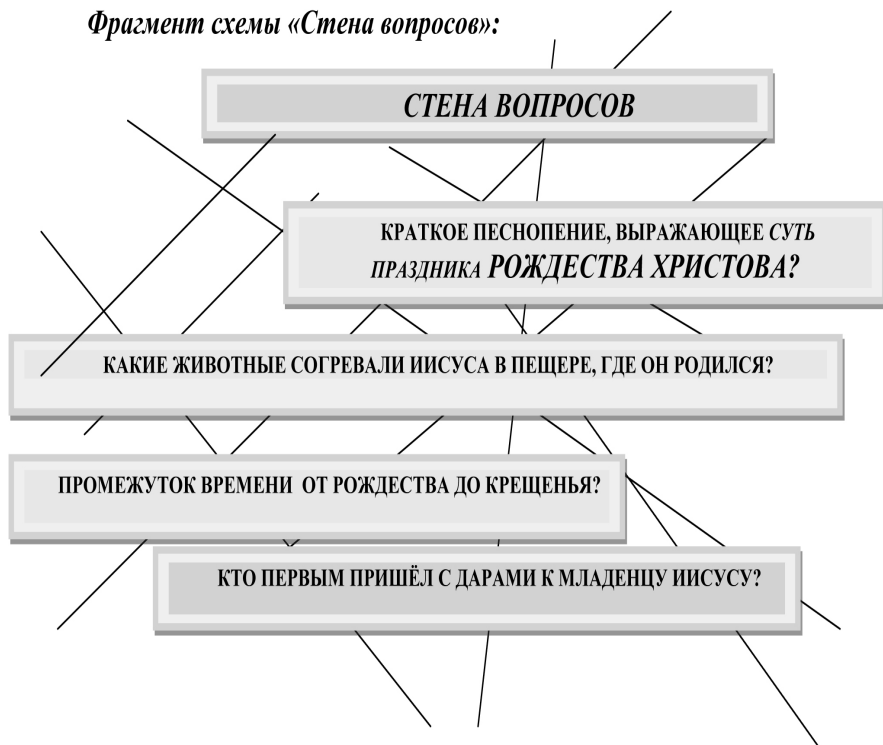 Фрагмент схемы «Стена вопросов»:
СТЕНА ВОПРОСОВ
КРАТКОЕ ПЕСНОПЕНИЕ, ВЫРАЖАЮЩЕЕ СУТЬ
ПРАЗДНИКА РОЖДЕСТВА ХРИСТОВА?
КАКИЕ ЖИВОТНЫЕ СОГРЕВАЛИ ИИСУСА В ПЕЩЕРЕ, ГДЕ ОН РОДИЛСЯ?
ПРОМЕЖУТОК ВРЕМЕНИ ОТ РОЖДЕСТВА ДО КРЕЩЕНЬЯ?
КТО ПЕРВЫМ ПРИШЁЛ С ДАРАМИ К МЛАДЕНЦУ ИИСУСУ?